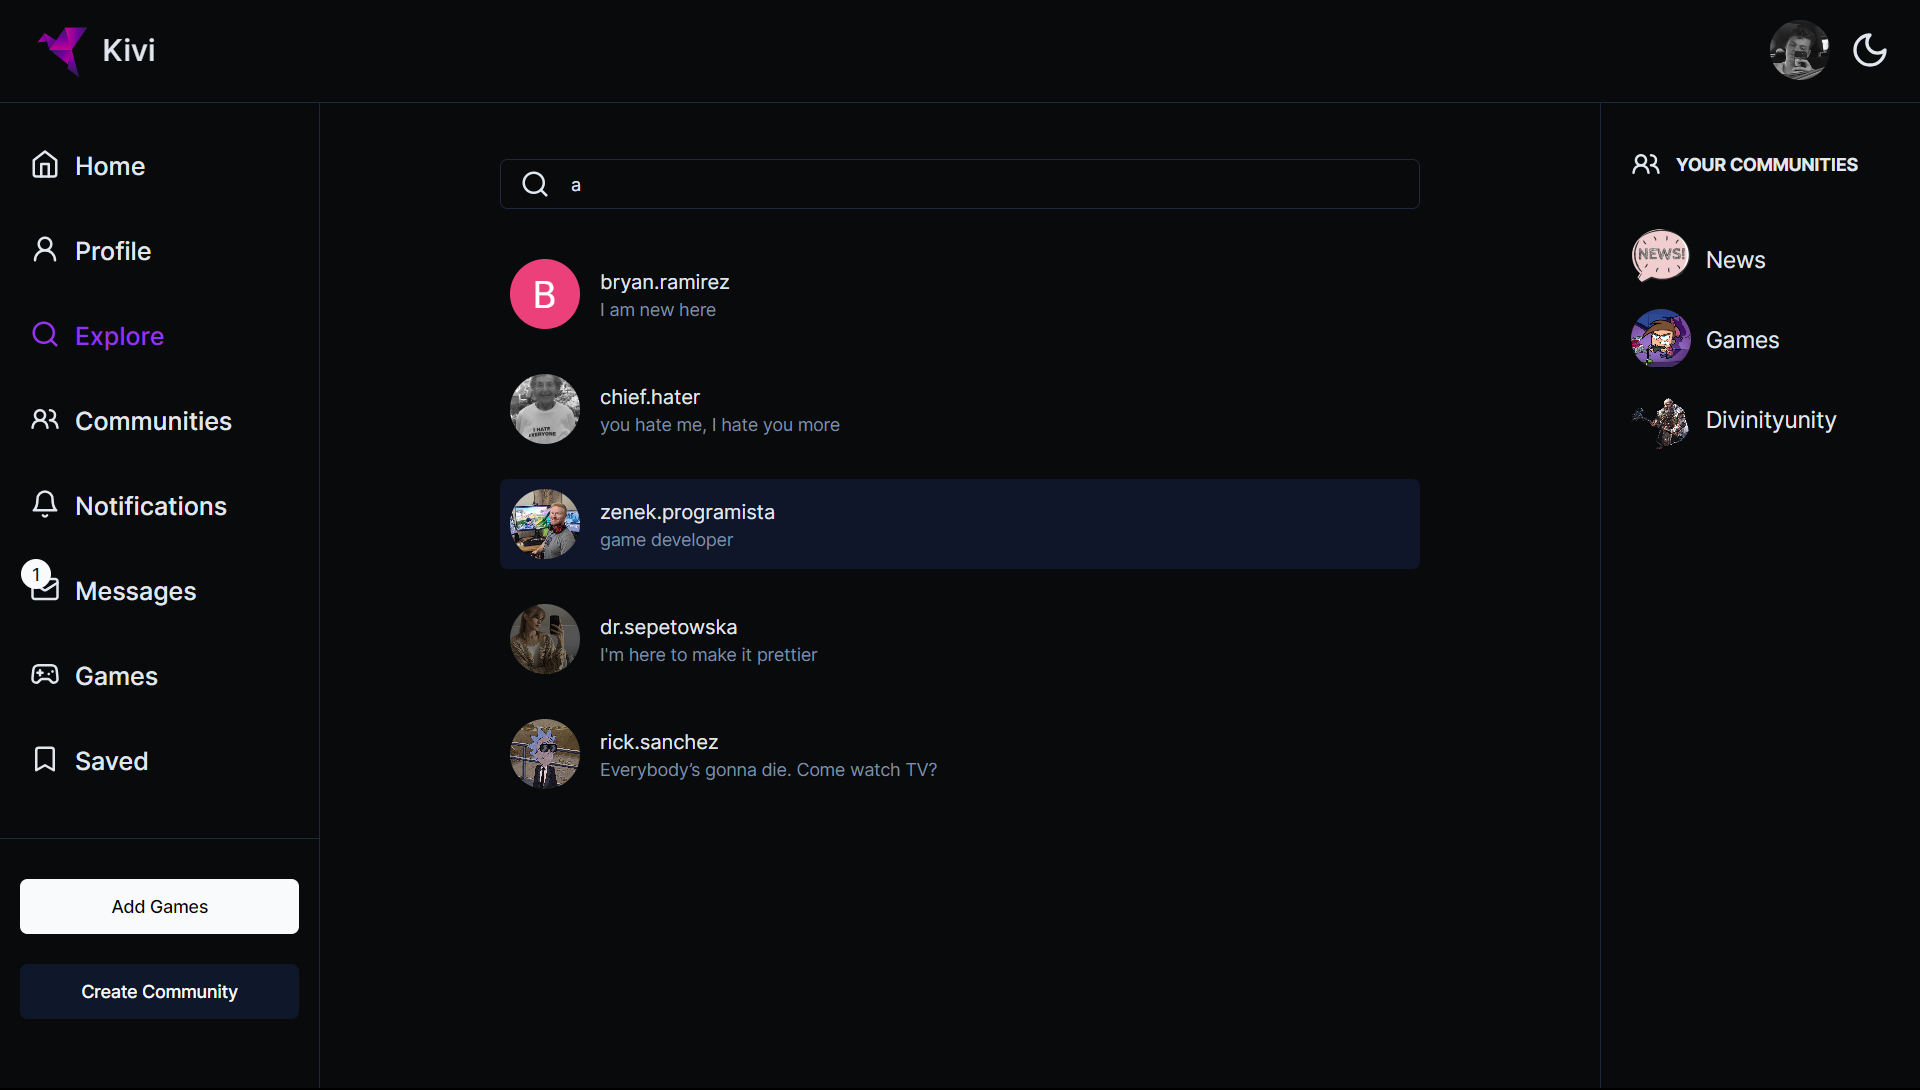 Kivi
Home
Profile
Explore
Communities
Notifications
1
Messages
Games
Saved
Add Games
Create Community
a
B
bryan.ramirez
I am new here
I HATE
EVERYONE
chief.hater
you hate me, I hate you more
zenek.programista
game developer
dr.sepetowska
I'm here to make it prettier
rick.sanchez
Everybody’s gonna die. Come watch TV?
YOUR COMMUNITIES
NEWS!
News
Games
Divinityunity